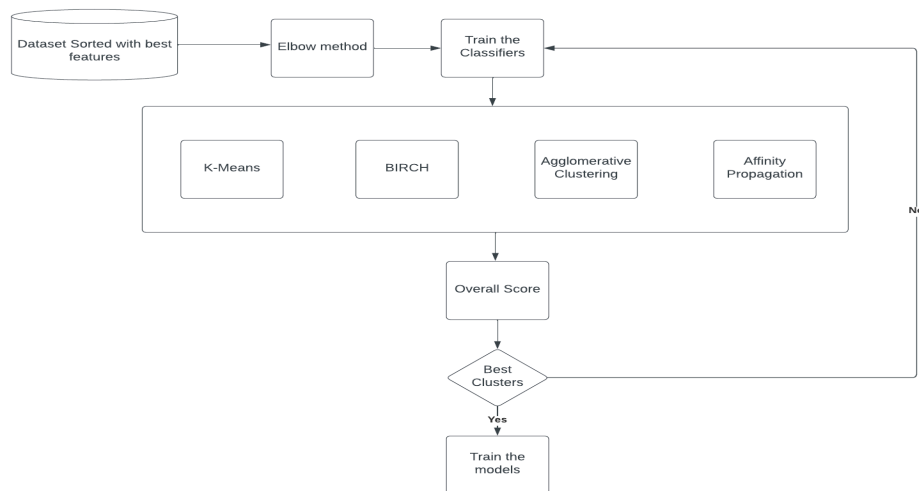 Dataset Sorted with best
features
Elbow method
Train the
Classifiers
K-Means
BIRCH
Agglomerative
Clustering
Affinity
Propagation
Overall Score
Best
Clusters
Yes
Train the
models